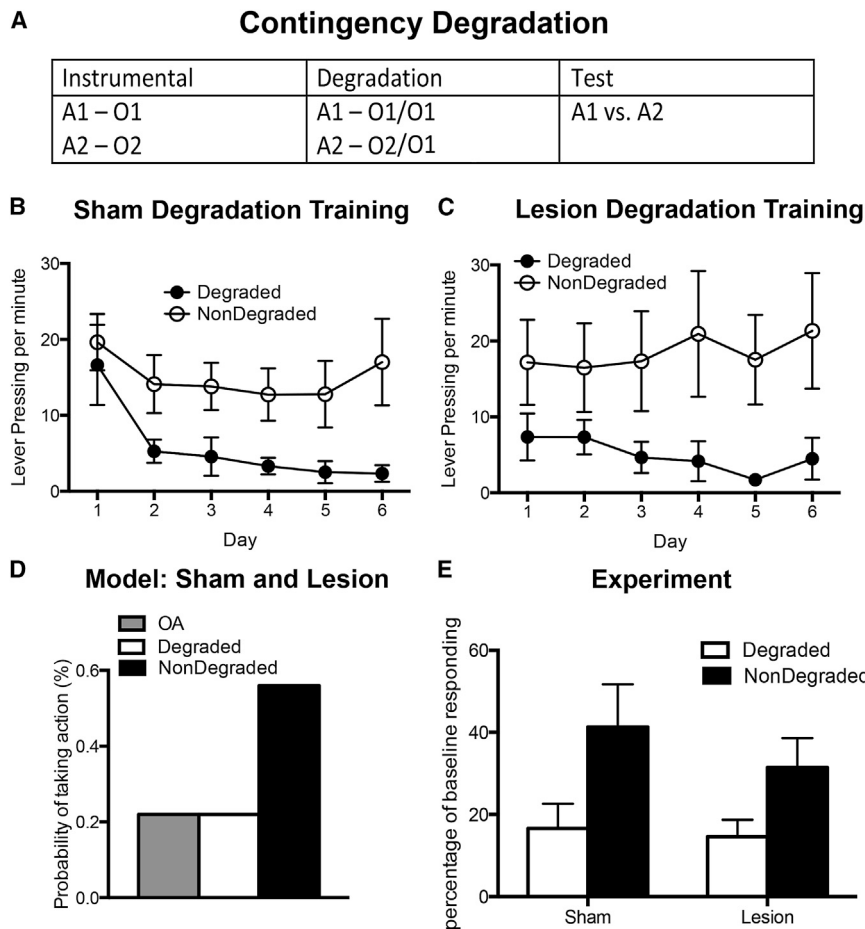 A
Contingency Degradation
Instrumental Degradation Test
A1 – O1 A1 – O1/O1 A1 vs. A2
A2 – O2 A2 – O2/O1
B
Sham Degradation Training
Lever Pressing per minute
30
20
10
0
Degraded
NonDegraded
1 2 3 4 5 6
Day
C
Lesion Degradation Training
Lever Pressing per minute
30
20
10
0
Degraded
NonDegraded
1 2 3 4 5 6
Day
D
Model: Sham and Lesion
Probability of taking action (%)
0.6
0.4
0.2
0.0
OA
Degraded
NonDegraded
E
Experiment
percentage of baseline responding
60
40
20
0
Degraded
NonDegraded
Sham Lesion